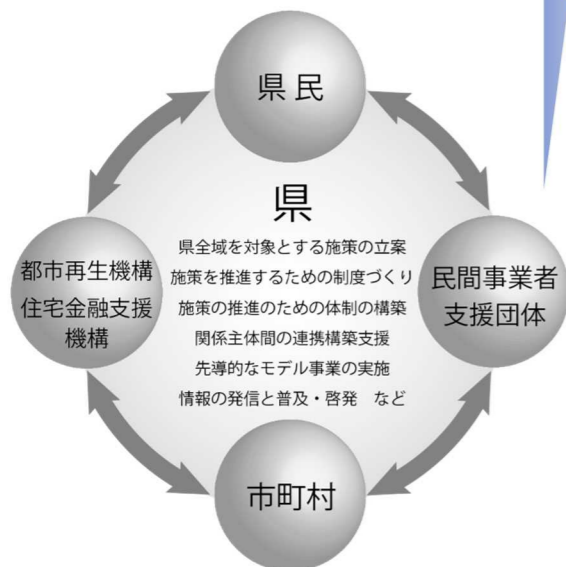 県民
県
県全域を対象とする施策の立案
施策を推進するための制度づくり
施策の推進のための体制の構築
関係主体間の連携構築支援
先導的なモデル事業の実施
情報の発信と普及・啓発　など
都市再生機構
住宅金融支援
機構
民間事業者
支援団体
市町村